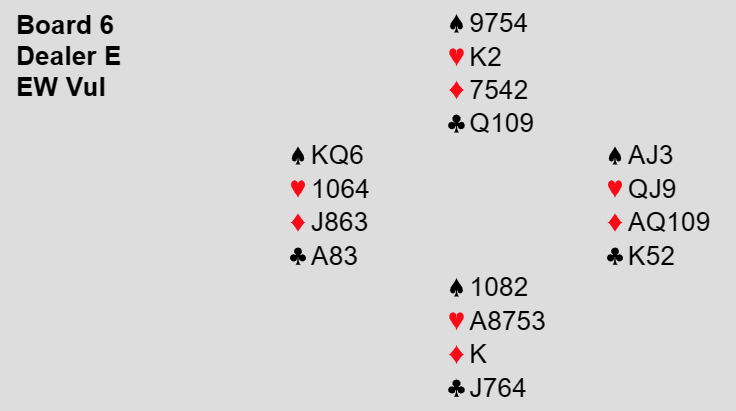 Board 6
Dealer E
EW Vul
♠ 9754
♥ K2
♦ 7542
♣ Q109
♠ KQ6
♥ 1064
♦ J863
♣ A83
♠ AJ3
♥ QJ9
♦ AQ109
♣ K52
♠ 1082
♥ A8753
♦ K
♣ J764